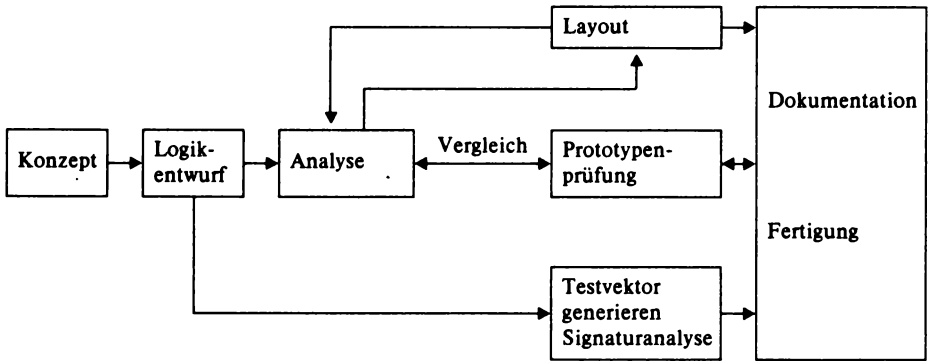 Layout
Dokumentation
Konzept
Logik-
entwurf
Analyse
Vergleich
Prototypen-
prüfung
Fertigung
Testvektor
generieren
Signaturanalyse